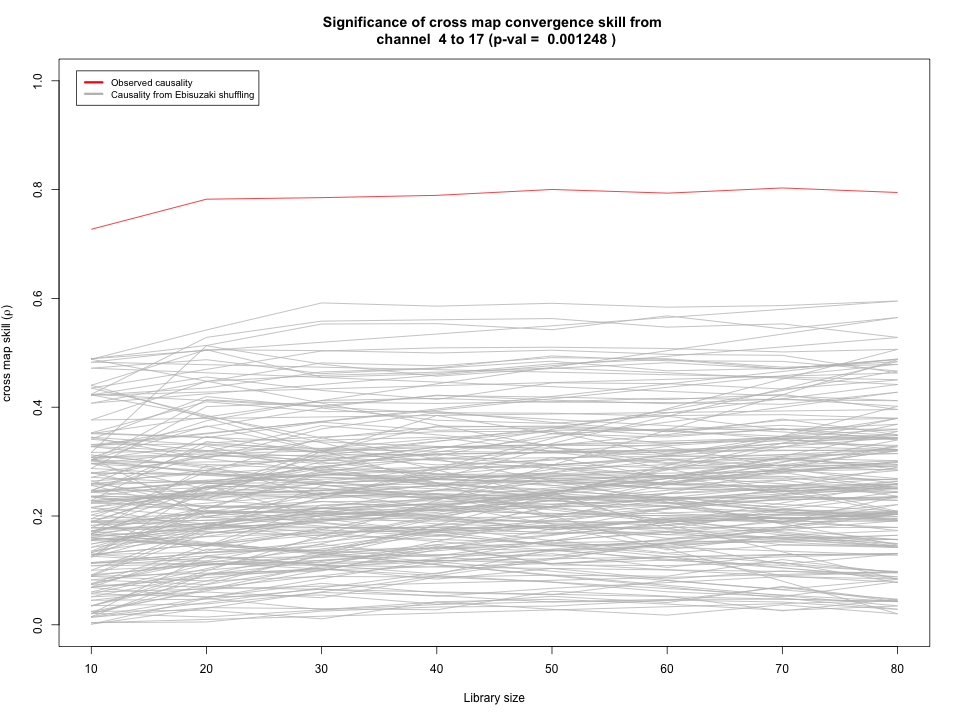 Significance of cross map convergence skill from
channel  4 to 17 (p-val =  0.001248 )
Observed causality
Causality from Ebisuzaki shuffling
cross map skill (ρ)
1.0
0.8
0.6
0.4
0.2
0.0
10 20 30 40 50 60 70 80
Library size